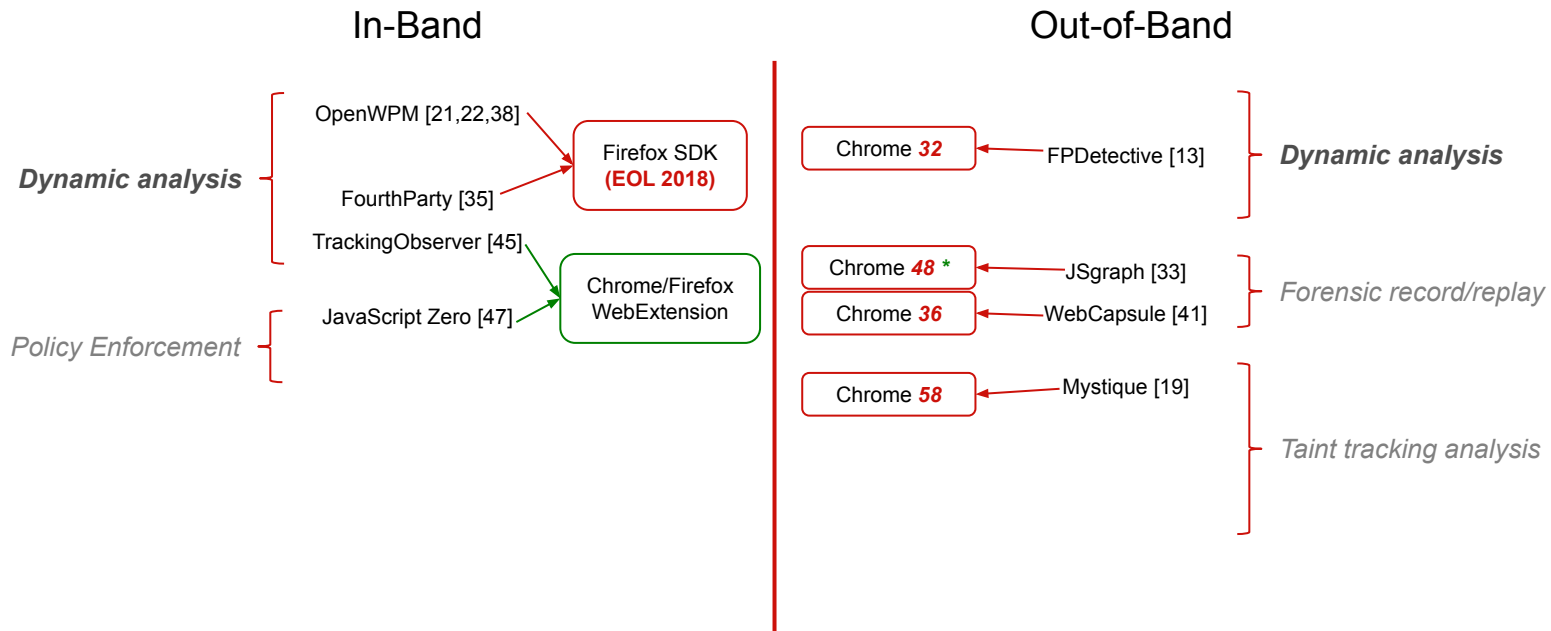 In-Band
Out-of-Band
OpenWPM [21,22,38]
Firefox SDK
(EOL 2018)
Dynamic analysis
FourthParty [35]
TrackingObserver [45]
Chrome/Firefox
WebExtension
JavaScript Zero [47]
Policy Enforcement
Chrome 32
FPDetective [13]
Dynamic analysis
Chrome 48 *
JSgraph [33]
Forensic record/replay
Chrome 36
WebCapsule [41]
Chrome 58
Mystique [19]
Taint tracking analysis